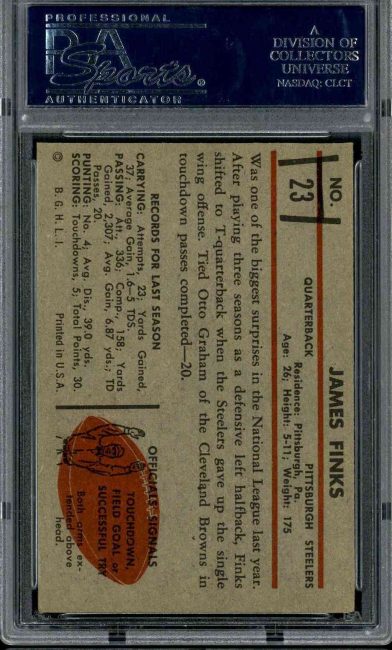 PROFESSIONAL
PSA
Sports
AUTHENTICATOR
A
DIVISION OF
COLLECTORS
UNIVERSE
NASDAQ: CLCT
NO.
23
JAMES FINKS
QUARTERBACK PITTSBURGH STEELERS
Residence: Pittsburgh, Pa.
Age: 26; Height: 5-11; Weight: 175
Was one of the biggest surprises in the National League last year.
After playing three seasons as a defensive left halfback, Finks
shifted to T-quarterback when the Steelers gave up the single
wing offense. Tied Otto Graham of the Cleveland Browns in
touchdown passes completed—20.
RECORDS FOR LAST SEASON
CARRYING: Attempts, 23; Yards Gained,
37; Average Gain, 1.6—5 TDS.
PASSING: Att., 336; Comp., 158; Yards
Gained, 2,307; Avg. Gain, 6.87 yds.; TD
Passes, 20.
PUNTING: No., 4; Avg. Dis., 39.0 yds.
SCORING: Touchdowns, 5; Total Points, 30.
© B. G. H. L. I. Printed in U.S.A.
OFFICIALS SIGNALS
TOUCHDOWN,
FIELD GOAL or
SUCCESSFUL TRY
Both arms ex-
tended above
head.